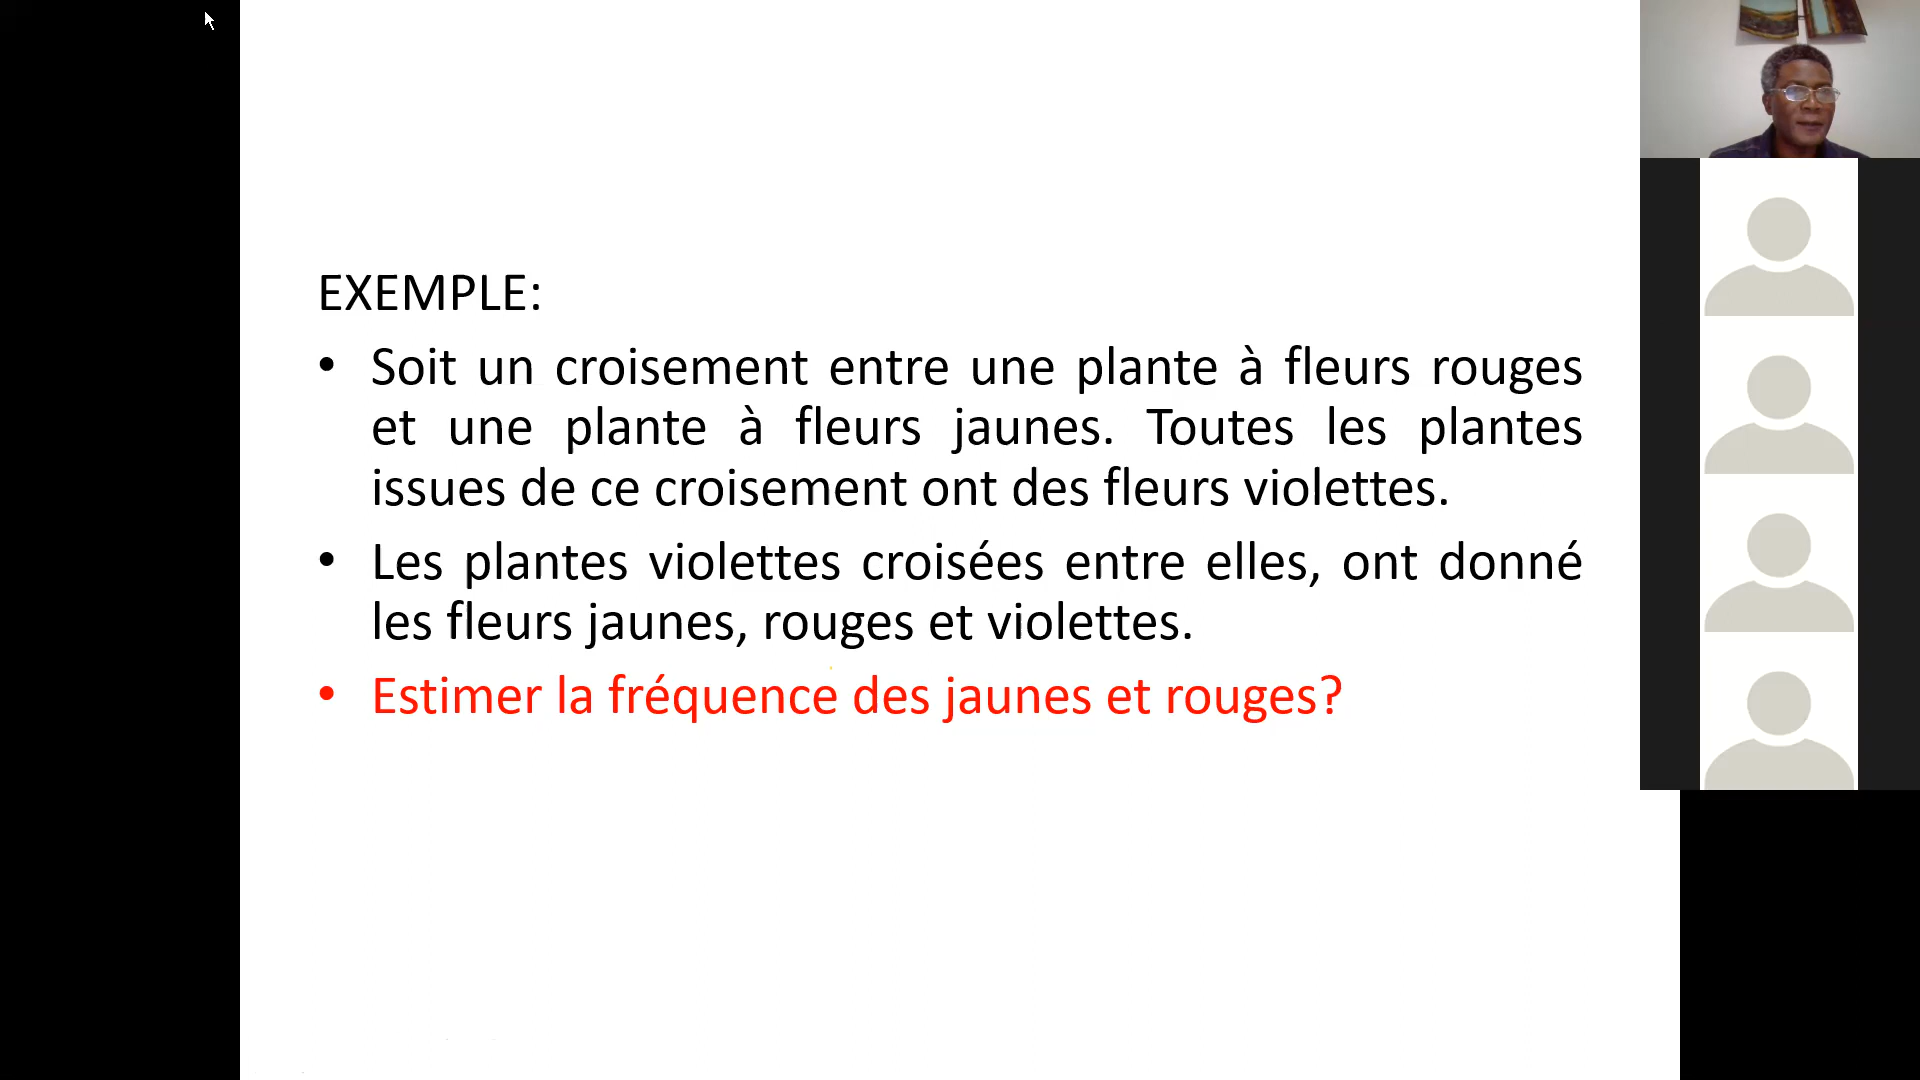 EXEMPLE:
• Soit un croisement entre une plante à fleurs rouges
et une plante à fleurs jaunes. Toutes les plantes
issues de ce croisement ont des fleurs violettes.
• Les plantes violettes croisées entre elles, ont donné
les fleurs jaunes, rouges et violettes.
• Estimer la fréquence des jaunes et rouges?